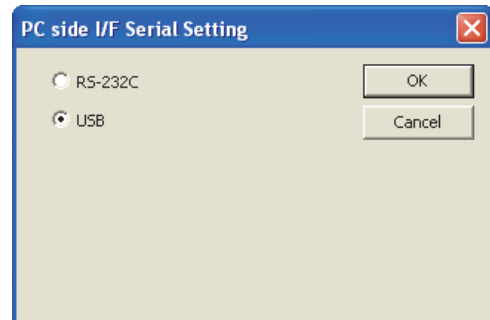 PC side I/F Serial Setting
RS-232C
OK
USB
Cancel